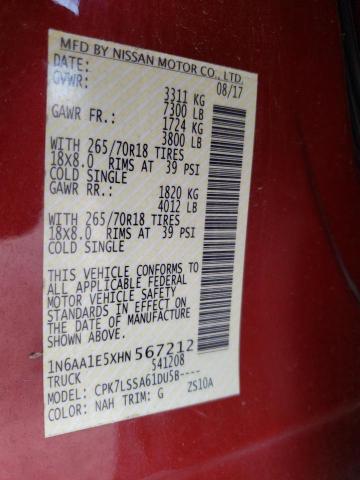 MFD BY NISSAN MOTOR CO., LTD.
DATE: 08/17
GVWR: 3311 KG
7300 LB
GAWR FR.: 1724 KG
3800 LB
WITH 265/70R18 TIRES
18X8.0 RIMS AT 39 PSI
COLD SINGLE
GAWR RR.: 1820 KG
4012 LB
WITH 265/70R18 TIRES
18X8.0 RIMS AT 39 PSI
COLD SINGLE
THIS VEHICLE CONFORMS TO
ALL APPLICABLE FEDERAL
MOTOR VEHICLE SAFETY
STANDARDS IN EFFECT ON THE
DATE OF MANUFACTURE
SHOWN ABOVE.
1N6AA1E5XHN567212
TRUCK S41208
MODEL: CPK7LSSA61DU5B----
COLOR: NAH TRIM: G ZS10A